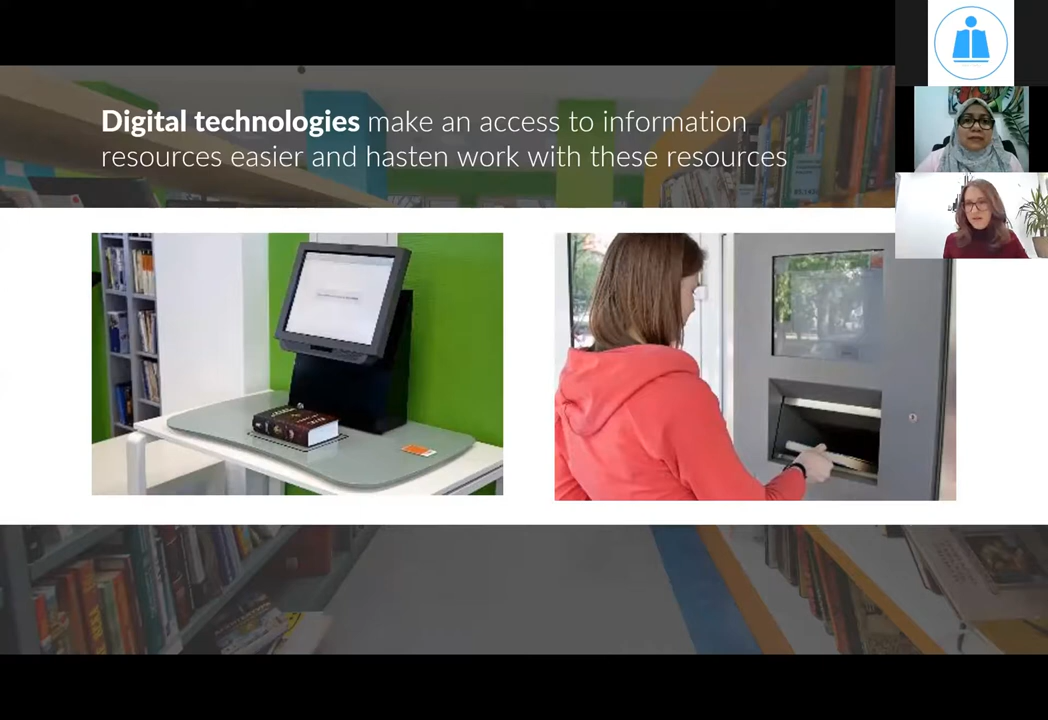 Digital technologies make an access to information
resources easier and hasten work with these resources